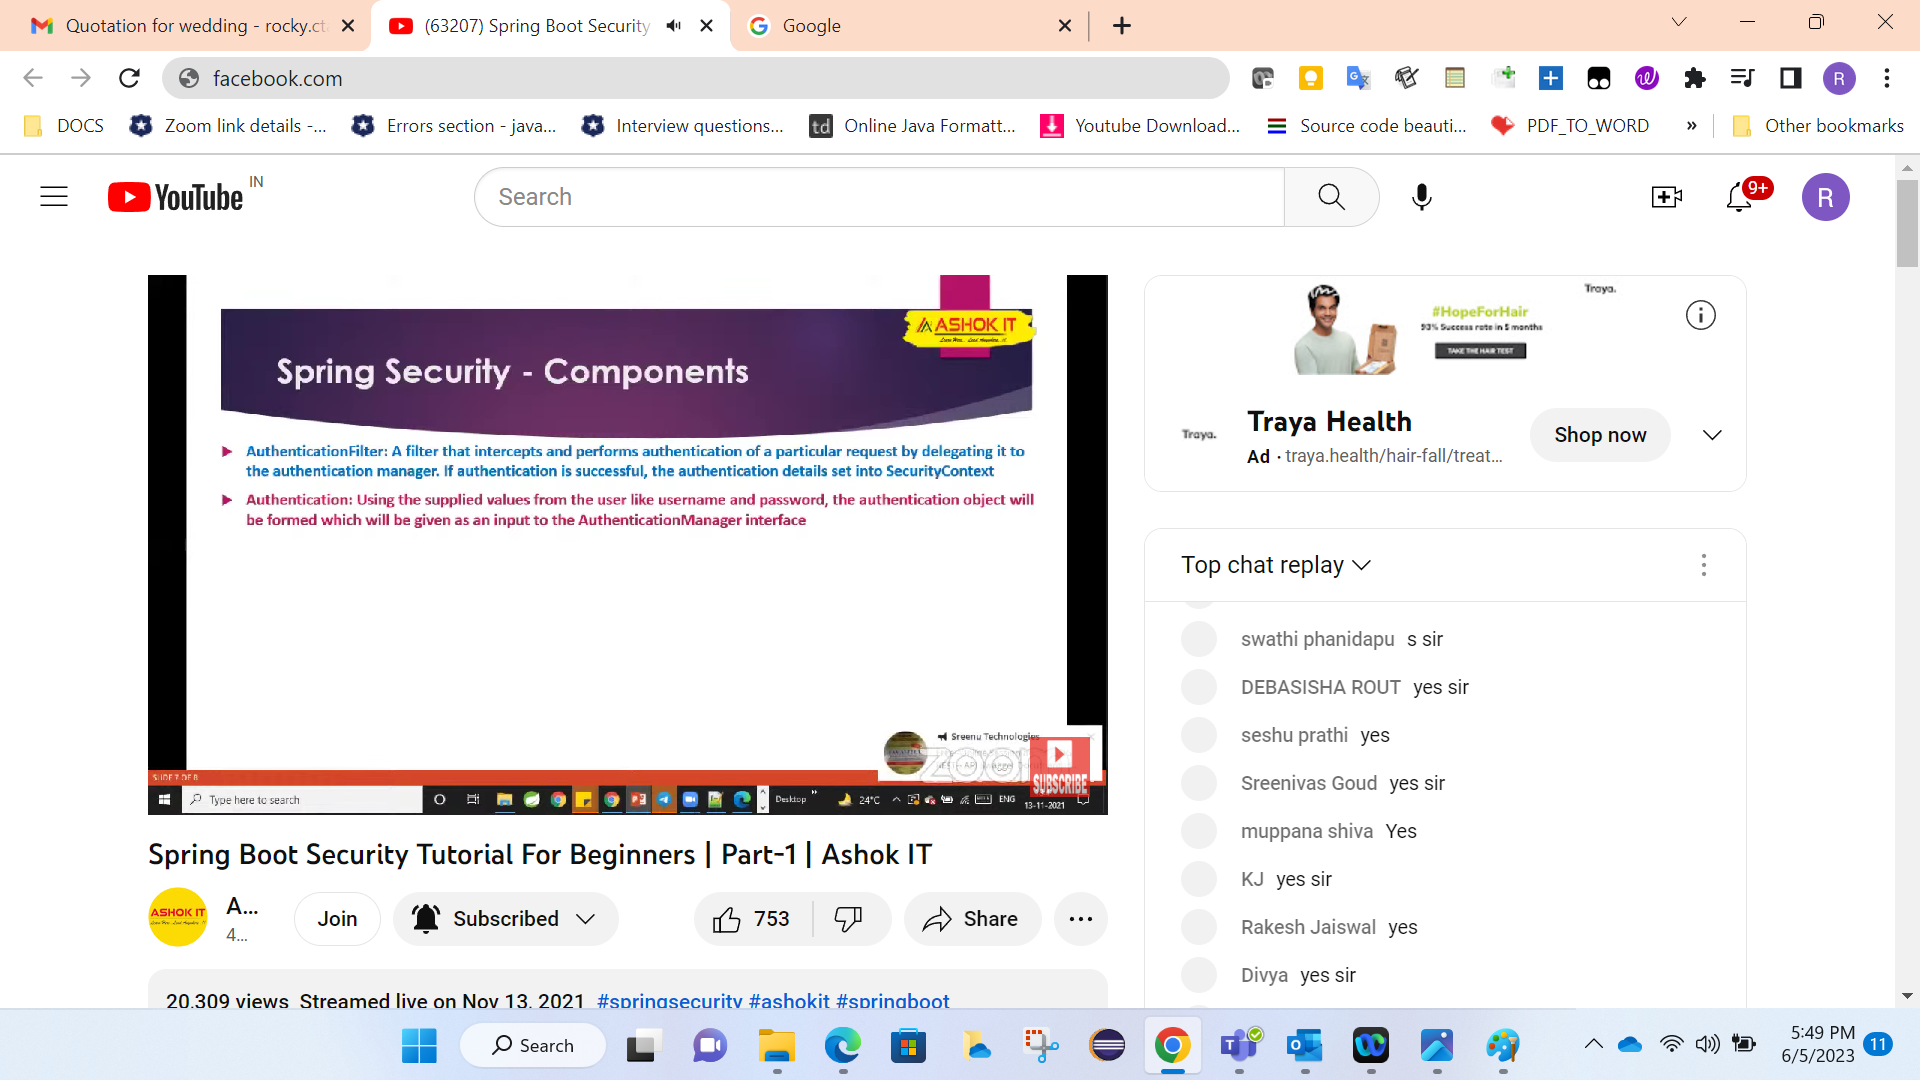 Quotation for wedding - rocky.ct
(63207) Spring Boot Security
Google
facebook.com
R
DOCS
Zoom link details -...
Errors section - java...
Interview questions...
td
Online Java Formatt...
Youtube Download...
Source code beauti...
PDF_TO_WORD
»
Other bookmarks
YouTube IN
Search
9+
R
ASHOK IT
Spring Security - Components
AuthenticationFilter: A filter that intercepts and performs authentication of a particular request by delegating it to
the authentication manager. If authentication is successful, the authentication details set into SecurityContext
Authentication: Using the supplied values from the user like username and password, the authentication object will
be formed which will be given as an input to the AuthenticationManager interface
Sreenu Technologies
zoom
SUBSCRIBE
SLIDE 7 OF 8
Type here to search
Desktop
24°C
ENG
13-11-2021
Traya.
#HopeForHair
93% Success rate in 5 months
TAKE THE HAIR TEST
Traya.
Traya Health
Ad · traya.health/hair-fall/treat...
Shop now
Top chat replay
swathi phanidapu s sir
DEBASISHA ROUT yes sir
seshu prathi yes
Sreenivas Goud yes sir
muppana shiva Yes
KJ yes sir
Rakesh Jaiswal yes
Divya yes sir
Spring Boot Security Tutorial For Beginners | Part-1 | Ashok IT
ASHOK IT
A...
4...
Join
Subscribed
753
Share
20,309 views Streamed live on Nov 13, 2021 #springsecurity #ashokit #springboot
Search
5:49 PM
6/5/2023
11